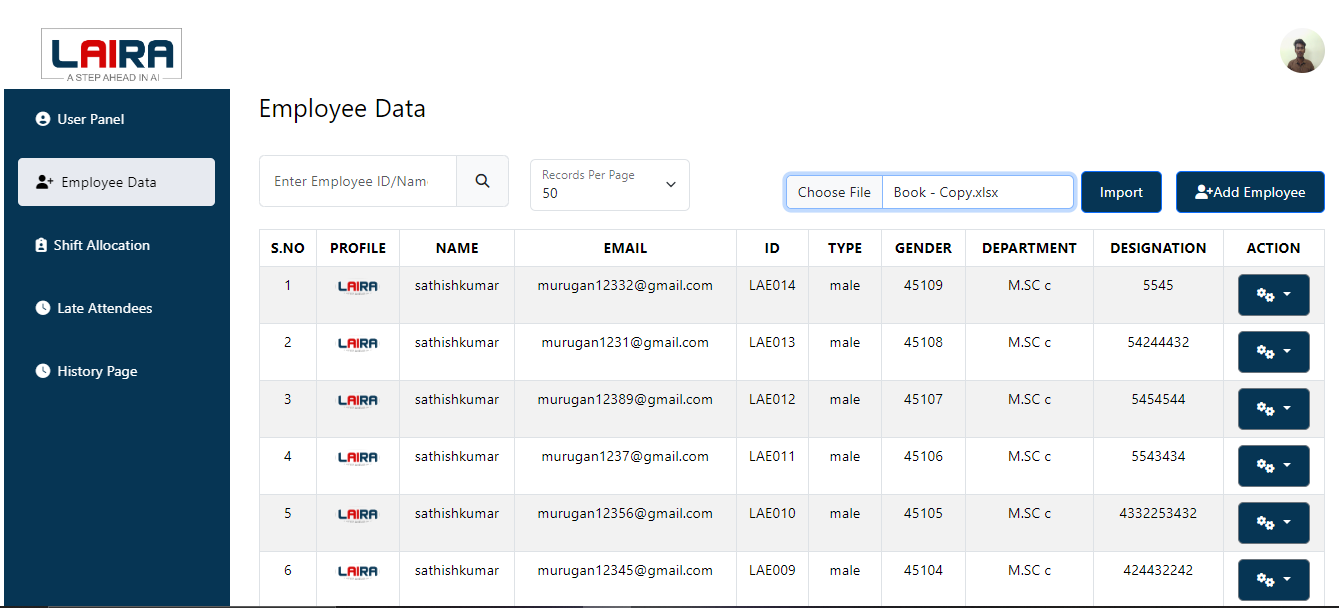 LAIRA
A STEP AHEAD IN AI
User Panel
Employee Data
Shift Allocation
Late Attendees
History Page
Employee Data
Enter Employee ID/Nam
Records Per Page
50
Choose File Book - Copy.xlsx
Import
Add Employee
S.NO PROFILE NAME EMAIL ID TYPE GENDER DEPARTMENT DESIGNATION ACTION
1 LAIRA sathishkumar murugan12332@gmail.com LAE014 male 45109 M.SC c 5545
2 LAIRA sathishkumar murugan1231@gmail.com LAE013 male 45108 M.SC c 54244432
3 LAIRA sathishkumar murugan12389@gmail.com LAE012 male 45107 M.SC c 5454544
4 LAIRA sathishkumar murugan1237@gmail.com LAE011 male 45106 M.SC c 5543434
5 LAIRA sathishkumar murugan12356@gmail.com LAE010 male 45105 M.SC c 4332253432
6 LAIRA sathishkumar murugan12345@gmail.com LAE009 male 45104 M.SC c 424432242